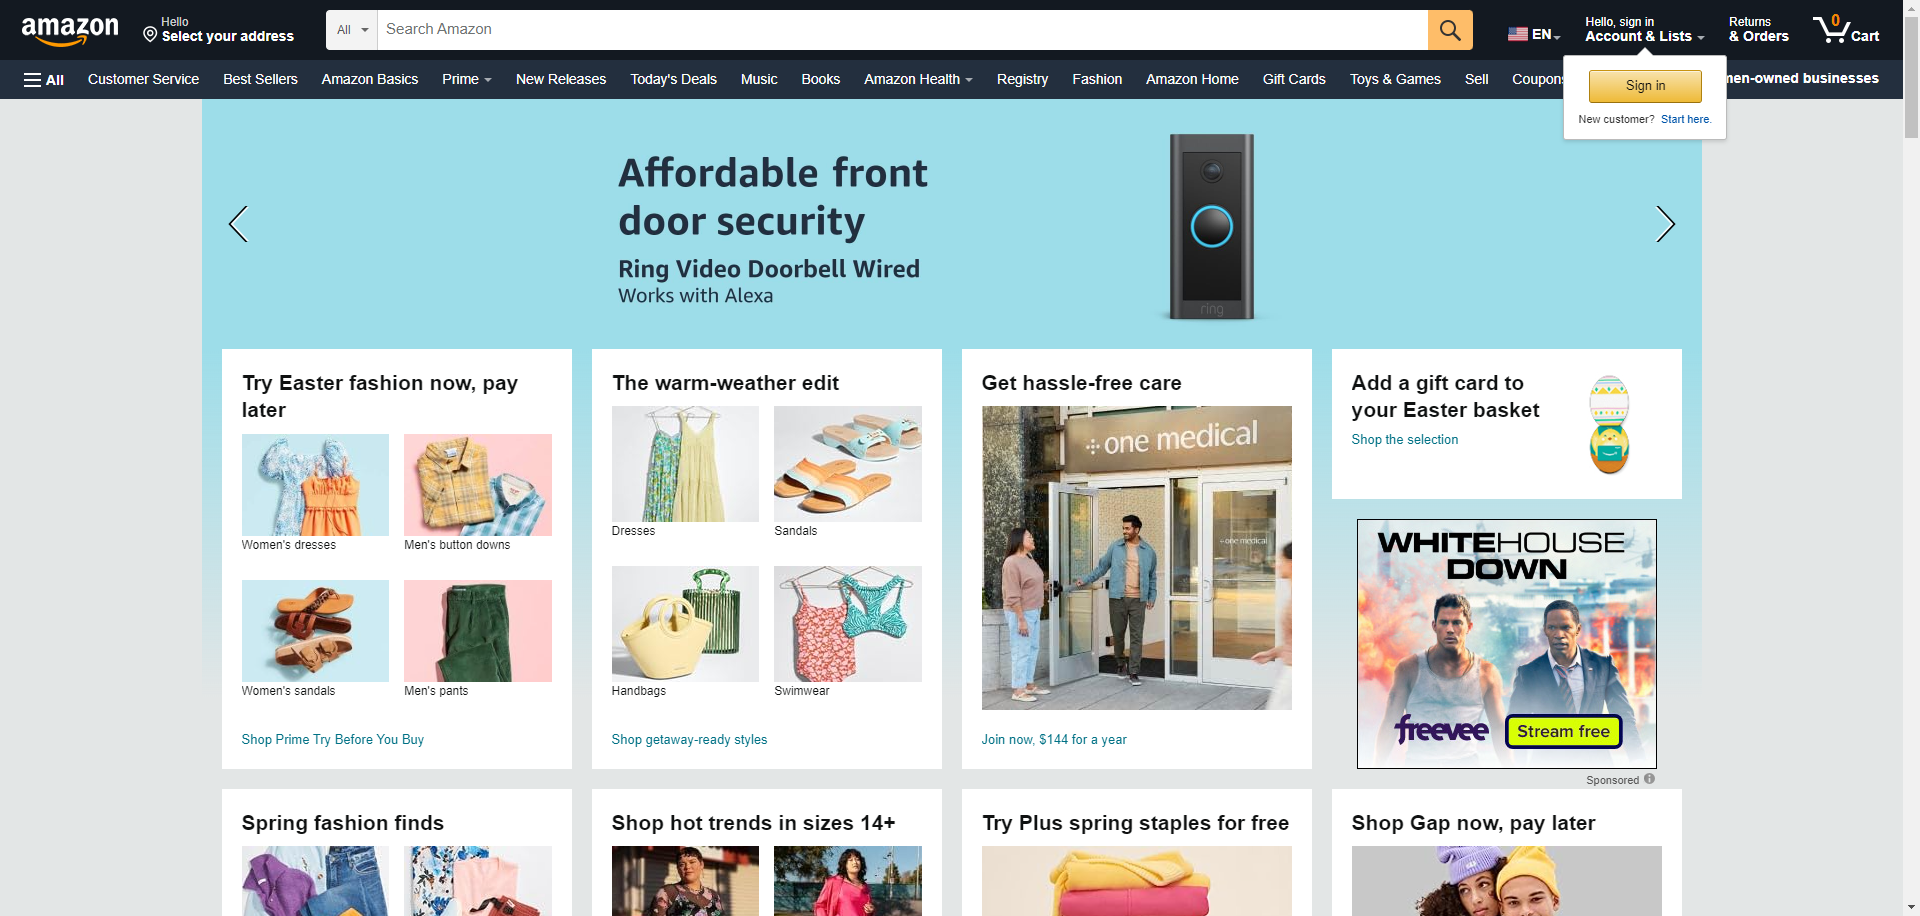 amazon
Hello
Select your address
All
Search Amazon
EN
Hello, sign in
Account & Lists
Returns
& Orders
0
Cart
All
Customer Service
Best Sellers
Amazon Basics
Prime
New Releases
Today's Deals
Music
Books
Amazon Health
Registry
Fashion
Amazon Home
Gift Cards
Toys & Games
Sell
Coupons
men-owned businesses
Sign in
New customer? Start here.
Affordable front
door security
Ring Video Doorbell Wired
Works with Alexa
ring
Try Easter fashion now, pay
later
Women's dresses
Men's button downs
Women's sandals
Men's pants
Shop Prime Try Before You Buy
The warm-weather edit
Dresses
Sandals
Handbags
Swimwear
Shop getaway-ready styles
Get hassle-free care
one medical
one medical
Join now, $144 for a year
Add a gift card to
your Easter basket
Shop the selection
WHITE HOUSE
DOWN
freevee
Stream free
Sponsored
Spring fashion finds
Shop hot trends in sizes 14+
Try Plus spring staples for free
Shop Gap now, pay later